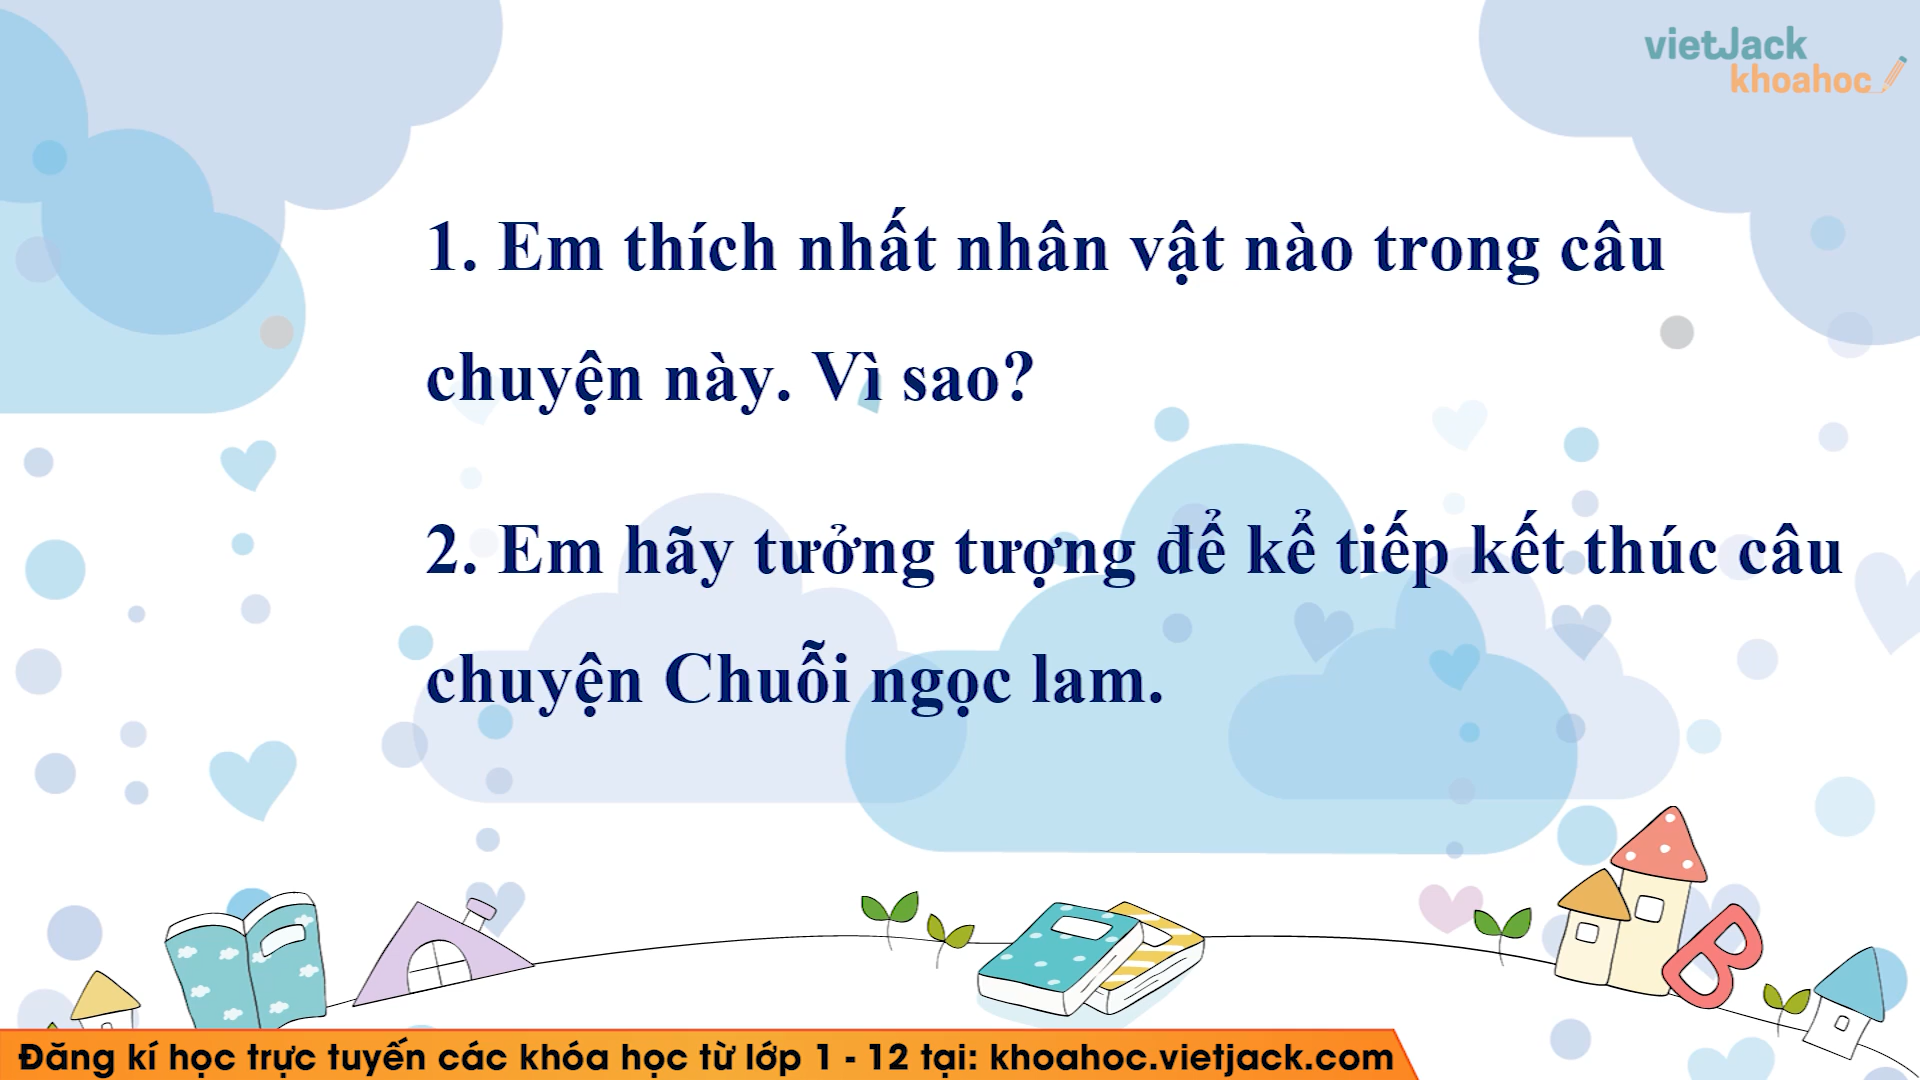 vietJack
khoahoc
1. Em thích nhất nhân vật nào trong câu
chuyện này. Vì sao?
2. Em hãy tưởng tượng để kể tiếp kết thúc câu
chuyện Chuỗi ngọc lam.
B
Đăng kí học trực tuyến các khóa học từ lớp 1 - 12 tại: khoahoc.vietjack.com